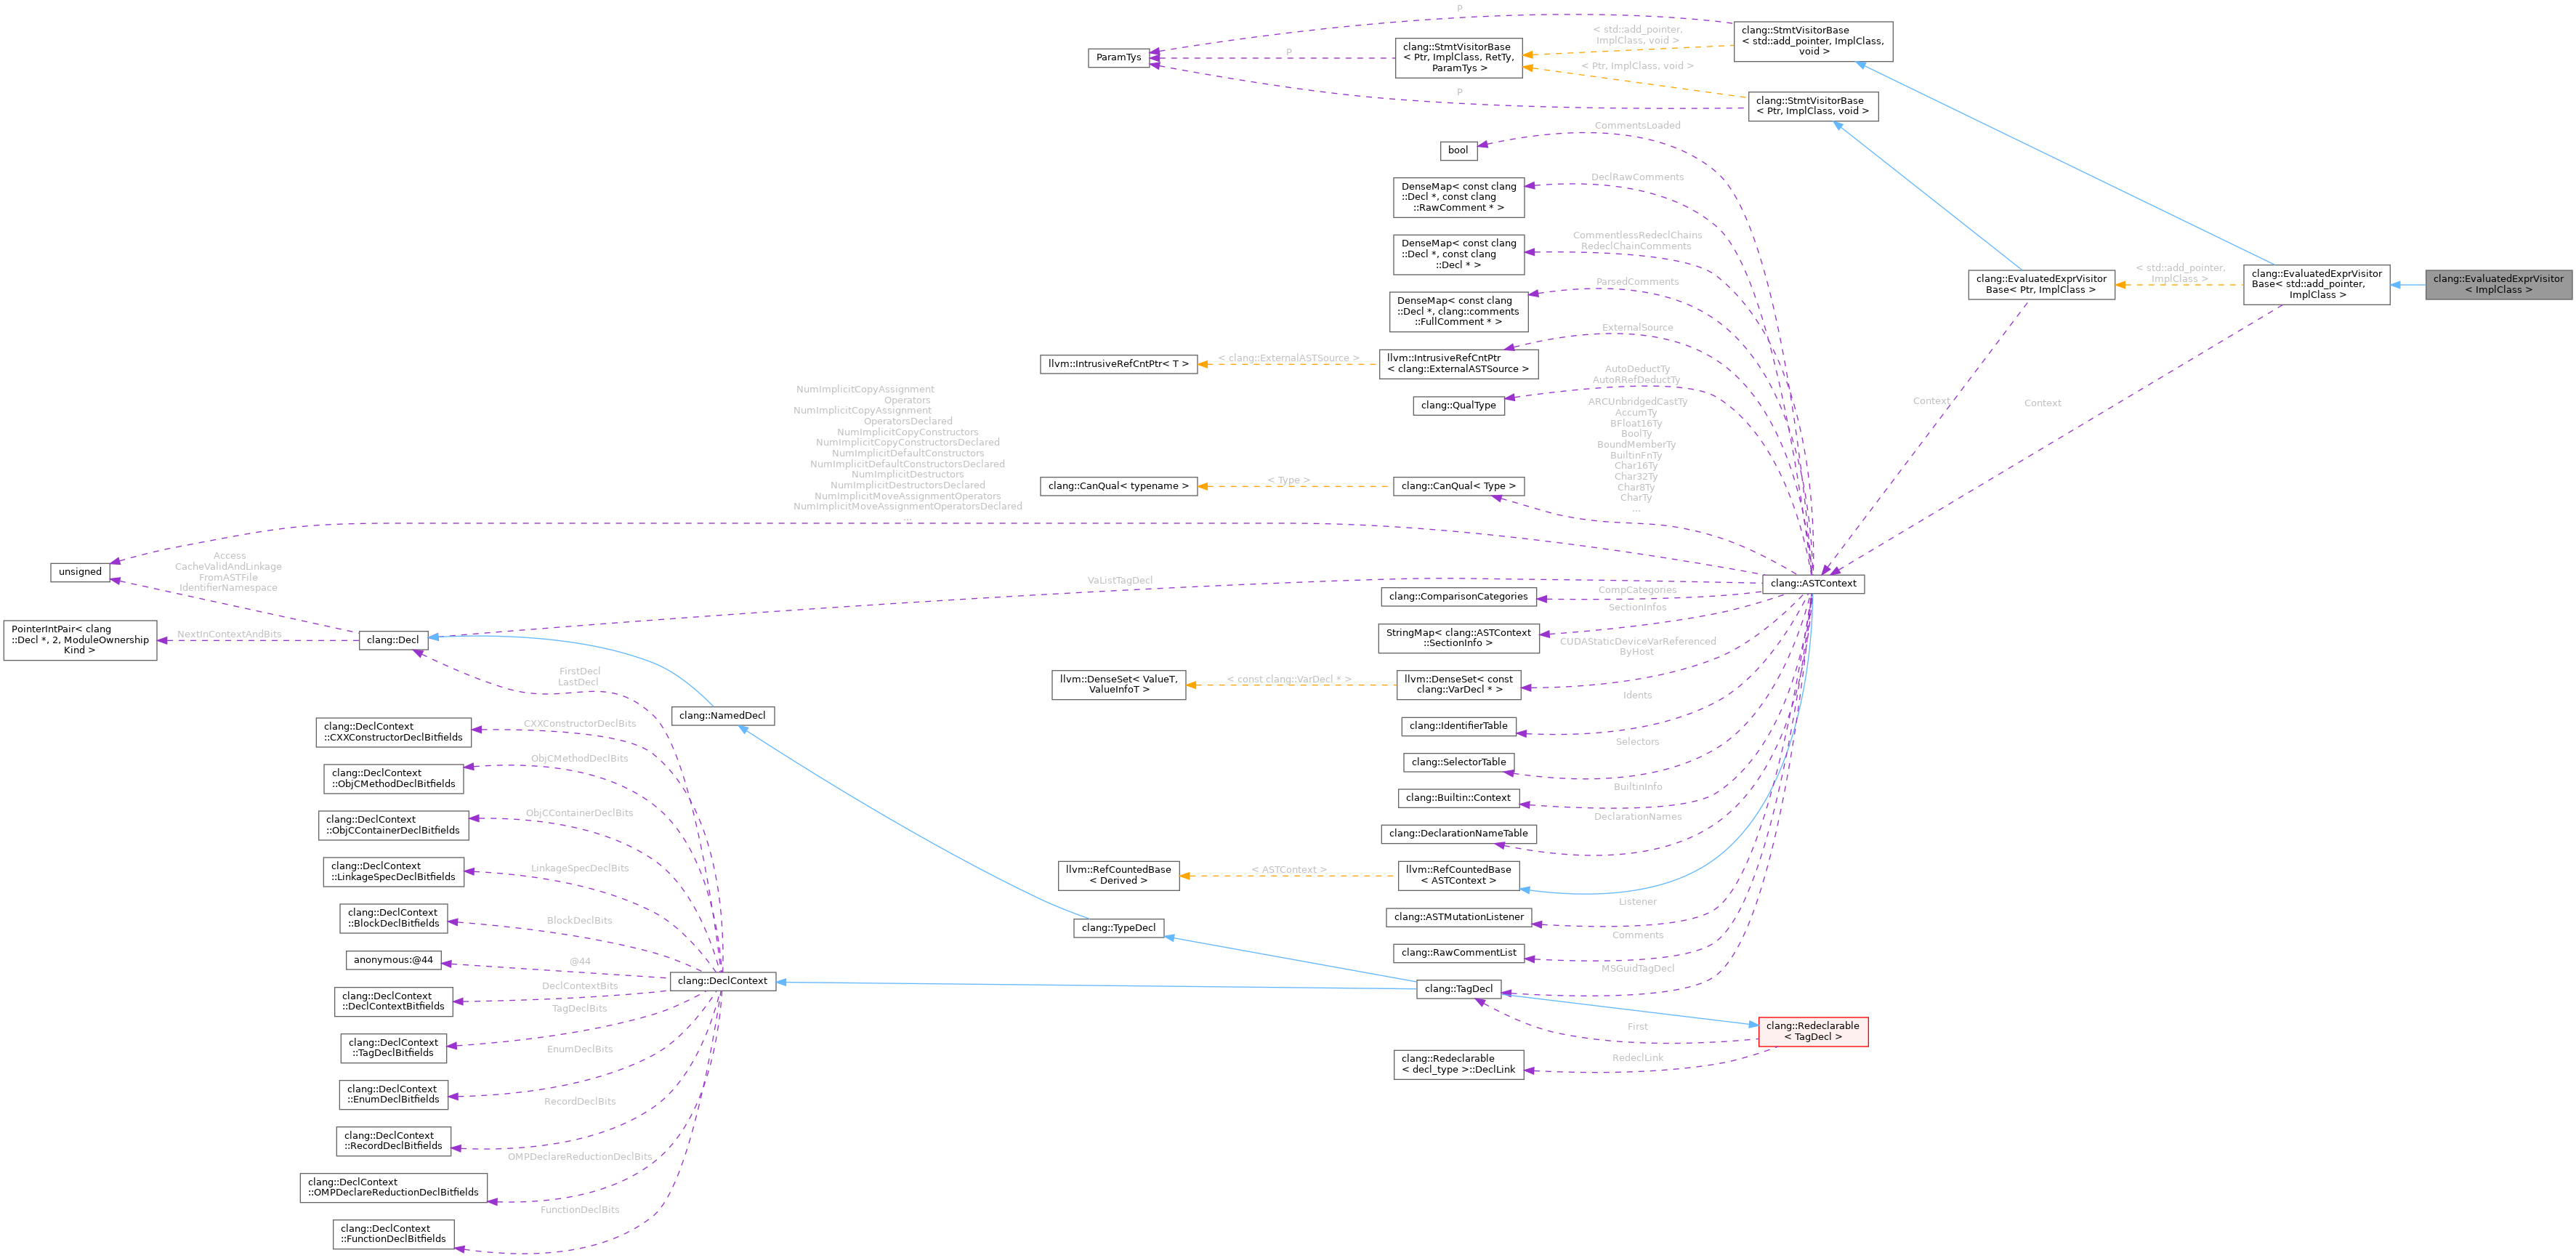 P
clang::StmtVisitorBase
< std::add_pointer, ImplClass,
void >
< std::add_pointer,
ImplClass, void >
clang::StmtVisitorBase
< Ptr, ImplClass, RetTy,
ParamTys >
P
ParamTys
< Ptr, ImplClass, void >
P
clang::StmtVisitorBase
< Ptr, ImplClass, void >
CommentsLoaded
bool
DeclRawComments
DenseMap< const clang
::Decl *, const clang
::RawComment * >
CommentlessRedeclChains
RedeclChainComments
DenseMap< const clang
::Decl *, const clang
::Decl * >
clang::EvaluatedExprVisitor
Base< Ptr, ImplClass >
< std::add_pointer,
ImplClass >
clang::EvaluatedExprVisitor
Base< std::add_pointer,
ImplClass >
clang::EvaluatedExprVisitor
< ImplClass >
ParsedComments
DenseMap< const clang
::Decl *, clang::comments
::FullComment * >
ExternalSource
llvm::IntrusiveRefCntPtr< T >
< clang::ExternalASTSource >
llvm::IntrusiveRefCntPtr
< clang::ExternalASTSource >
AutoDeductTy
AutoRRefDeductTy
clang::QualType
Context
Context
ARCUnbridgedCastTy
AccumTy
BFloat16Ty
BoolTy
BoundMemberTy
BuiltinFnTy
Char16Ty
Char32Ty
Char8Ty
CharTy
...
clang::CanQual< typename >
< Type >
clang::CanQual< Type >
NumImplicitCopyAssignment
Operators
NumImplicitCopyAssignment
OperatorsDeclared
NumImplicitCopyConstructors
NumImplicitCopyConstructorsDeclared
NumImplicitDefaultConstructors
NumImplicitDefaultConstructorsDeclared
NumImplicitDestructors
NumImplicitDestructorsDeclared
NumImplicitMoveAssignmentOperators
NumImplicitMoveAssignmentOperatorsDeclared
...
unsigned
Access
CacheValidAndLinkage
FromASTFile
IdentifierNamespace
VaListTagDecl
clang::ASTContext
PointerIntPair< clang
::Decl *, 2, ModuleOwnership
Kind >
NextInContextAndBits
clang::Decl
CompCategories
clang::ComparisonCategories
SectionInfos
StringMap< clang::ASTContext
::SectionInfo >
CUDAStaticDeviceVarReferenced
ByHost
llvm::DenseSet< ValueT,
ValueInfoT >
< const clang::VarDecl * >
llvm::DenseSet< const
clang::VarDecl * >
Idents
clang::IdentifierTable
Selectors
clang::SelectorTable
BuiltinInfo
clang::Builtin::Context
DeclarationNames
clang::DeclarationNameTable
llvm::RefCountedBase
< Derived >
< ASTContext >
llvm::RefCountedBase
< ASTContext >
Listener
clang::ASTMutationListener
Comments
clang::RawCommentList
MSGuidTagDecl
clang::TagDecl
First
clang::Redeclarable
< TagDecl >
RedeclLink
clang::Redeclarable
< decl_type >::DeclLink
clang::TypeDecl
clang::NamedDecl
FirstDecl
LastDecl
clang::DeclContext
CXXConstructorDeclBits
clang::DeclContext
::CXXConstructorDeclBitfields
ObjCMethodDeclBits
clang::DeclContext
::ObjCMethodDeclBitfields
ObjCContainerDeclBits
clang::DeclContext
::ObjCContainerDeclBitfields
LinkageSpecDeclBits
clang::DeclContext
::LinkageSpecDeclBitfields
BlockDeclBits
clang::DeclContext
::BlockDeclBitfields
@44
anonymous:@44
DeclContextBits
clang::DeclContext
::DeclContextBitfields
TagDeclBits
clang::DeclContext
::TagDeclBitfields
EnumDeclBits
clang::DeclContext
::EnumDeclBitfields
RecordDeclBits
clang::DeclContext
::RecordDeclBitfields
OMPDeclareReductionDeclBits
clang::DeclContext
::OMPDeclareReductionDeclBitfields
FunctionDeclBits
clang::DeclContext
::FunctionDeclBitfields